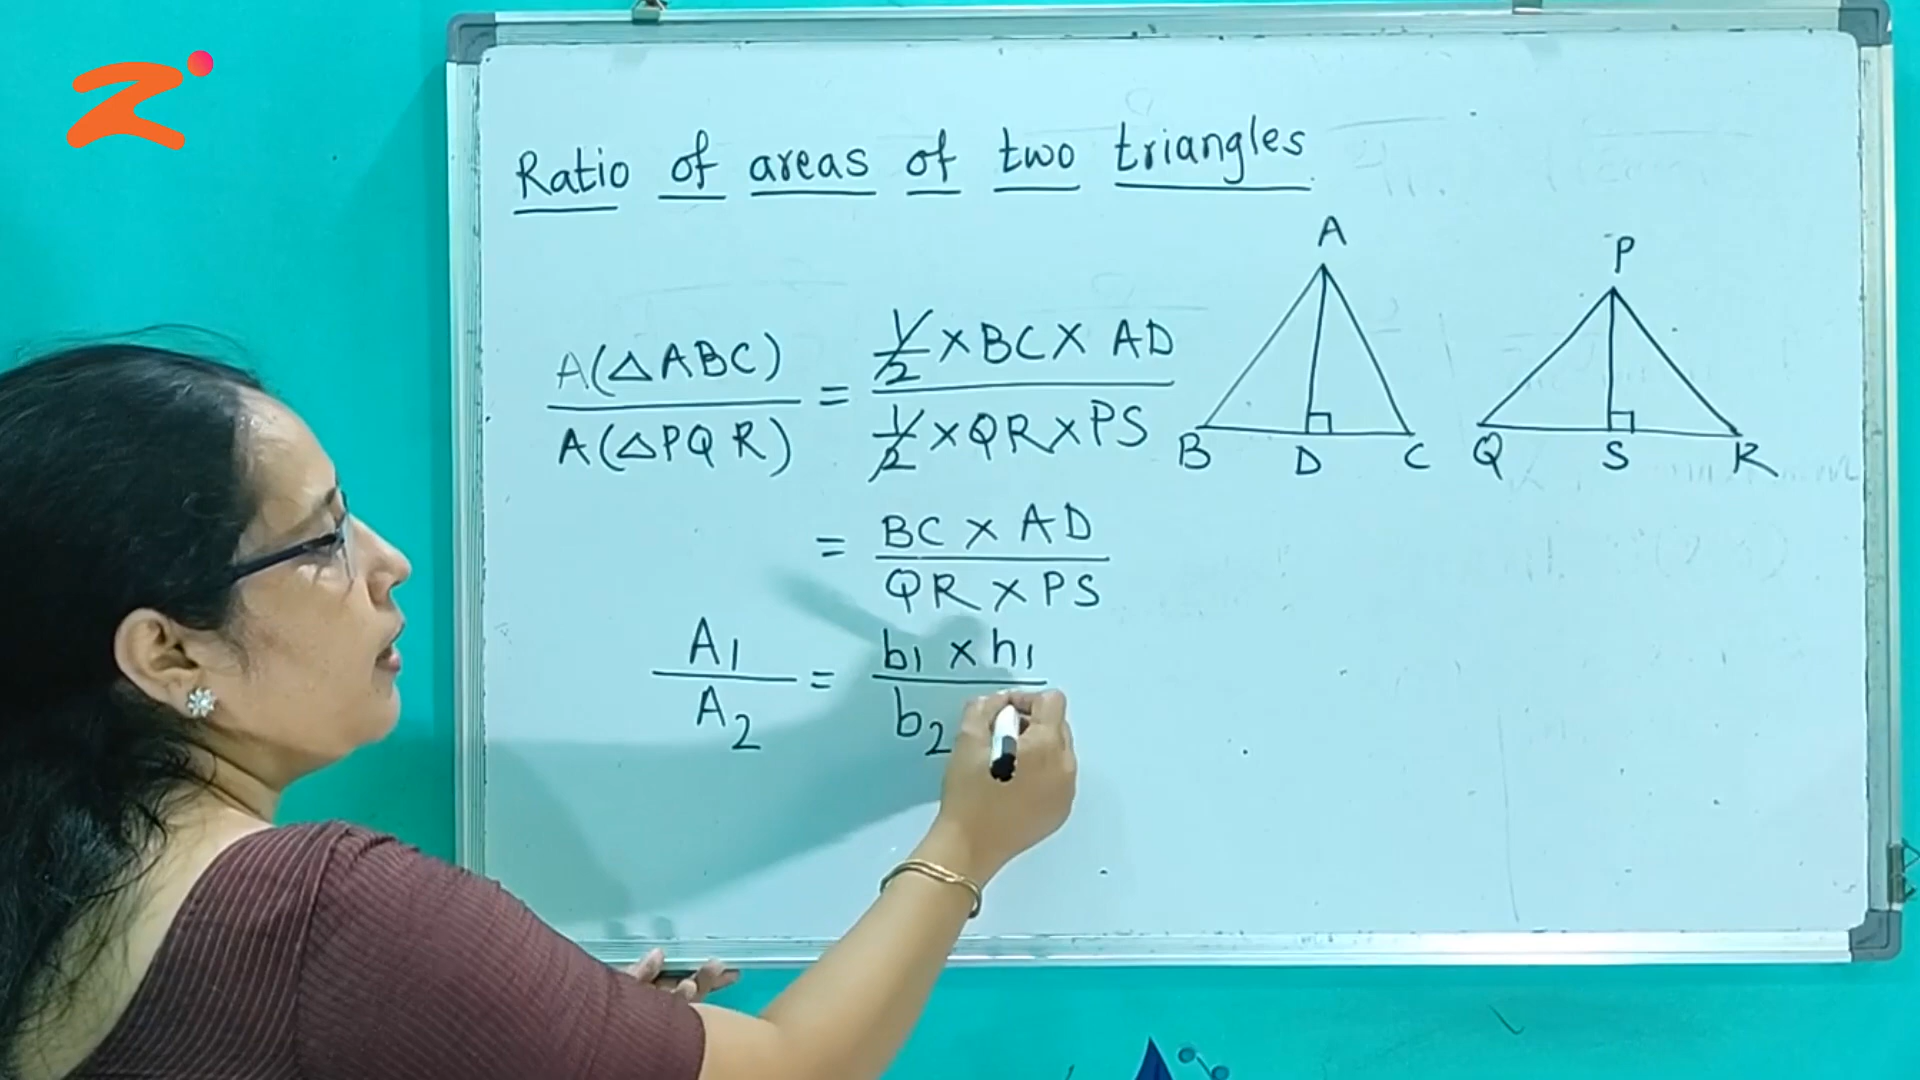 Ratio of areas of two triangles
A(△ABC) / A(△PQR) = 1/2 × BC × AD / 1/2 × QR × PS
= BC × AD / QR × PS
A1 / A2 = b1 × h1 / b2
A
B D C
P
Q S R